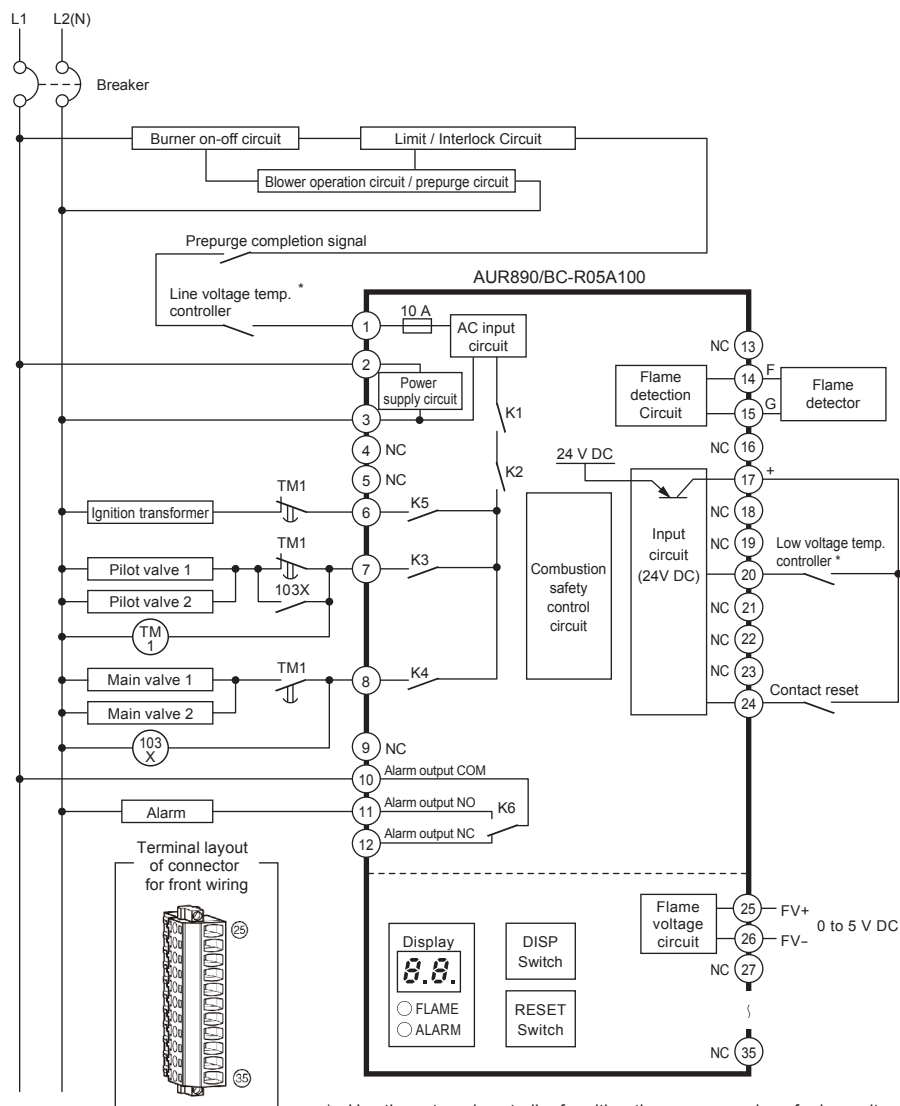 L1 L2(N)
Breaker
Burner on-off circuit
Limit / Interlock Circuit
Blower operation circuit / prepurge circuit
Prepurge completion signal
Line voltage temp. *
controller
AUR890/BC-R05A100
1
10 A
AC input
circuit
2
Power
supply circuit
3
K1
4 NC
K2
5 NC
Ignition transformer
TM1
6
K5
Pilot valve 1
TM1
7
K3
103X
Pilot valve 2
TM
1
Main valve 1
TM1
8
K4
Main valve 2
103
X
9 NC
10
Alarm output COM
Alarm
11
Alarm output NO
K6
12
Alarm output NC
NC 13
Flame
detection
Circuit
14 F
15 G
Flame
detector
NC 16
24 V DC
17 +
NC 18
NC 19
Input
circuit
(24V DC)
Combustion
safety
control
circuit
20
Low voltage temp.
controller *
NC 21
NC 22
NC 23
24
Contact reset
Terminal layout
of connector
for front wiring
25
35
Display
8.8.
FLAME
ALARM
DISP
Switch
RESET
Switch
Flame
voltage
circuit
25 FV+
26 FV−
0 to 5 V DC
NC 27
NC 35